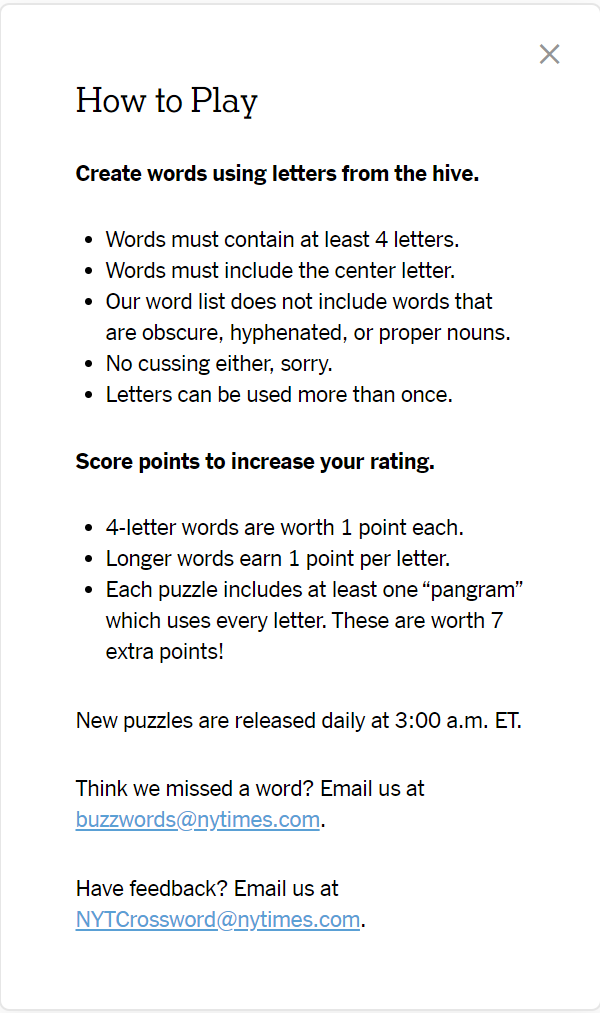 How to Play
Create words using letters from the hive.
• Words must contain at least 4 letters.
• Words must include the center letter.
• Our word list does not include words that
are obscure, hyphenated, or proper nouns.
• No cussing either, sorry.
• Letters can be used more than once.
Score points to increase your rating.
• 4-letter words are worth 1 point each.
• Longer words earn 1 point per letter.
• Each puzzle includes at least one “pangram”
which uses every letter. These are worth 7
extra points!
New puzzles are released daily at 3:00 a.m. ET.
Think we missed a word? Email us at
buzzwords@nytimes.com.
Have feedback? Email us at
NYTCrossword@nytimes.com.